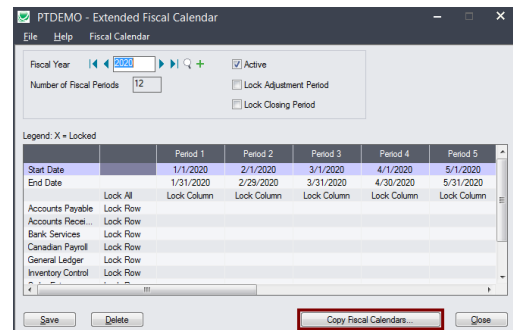 PTDEMO - Extended Fiscal Calendar
File Help Fiscal Calendar
Fiscal Year 2020 Active
Number of Fiscal Periods 12 Lock Adjustment Period
Lock Closing Period
Legend: X = Locked
Period 1 Period 2 Period 3 Period 4 Period 5
Start Date 1/1/2020 2/1/2020 3/1/2020 4/1/2020 5/1/2020
End Date 1/31/2020 2/29/2020 3/31/2020 4/30/2020 5/31/2020
Lock All Lock Column Lock Column Lock Column Lock Column Lock Column
Accounts Payable Lock Row
Accounts Recei... Lock Row
Bank Services Lock Row
Canadian Payroll Lock Row
General Ledger Lock Row
Inventory Control Lock Row
Save Delete Copy Fiscal Calendars... Close